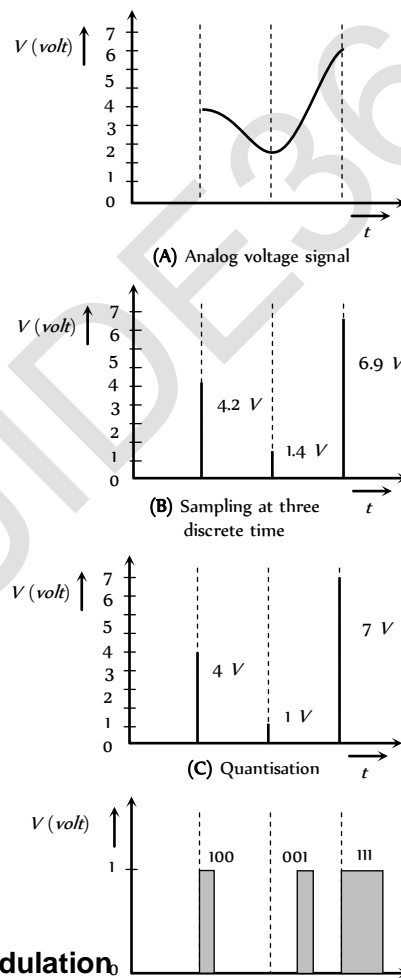 V (volt)
7
6
5
4
3
2
1
0
t
(A) Analog voltage signal
V (volt)
7
6
5
4
3
2
1
0
4.2 V
1.4 V
6.9 V
t
(B) Sampling at three
discrete time
V (volt)
7
6
5
4
3
2
1
0
4 V
1 V
7 V
t
(C) Quantisation
V (volt)
1
0
100
001
111
dulation